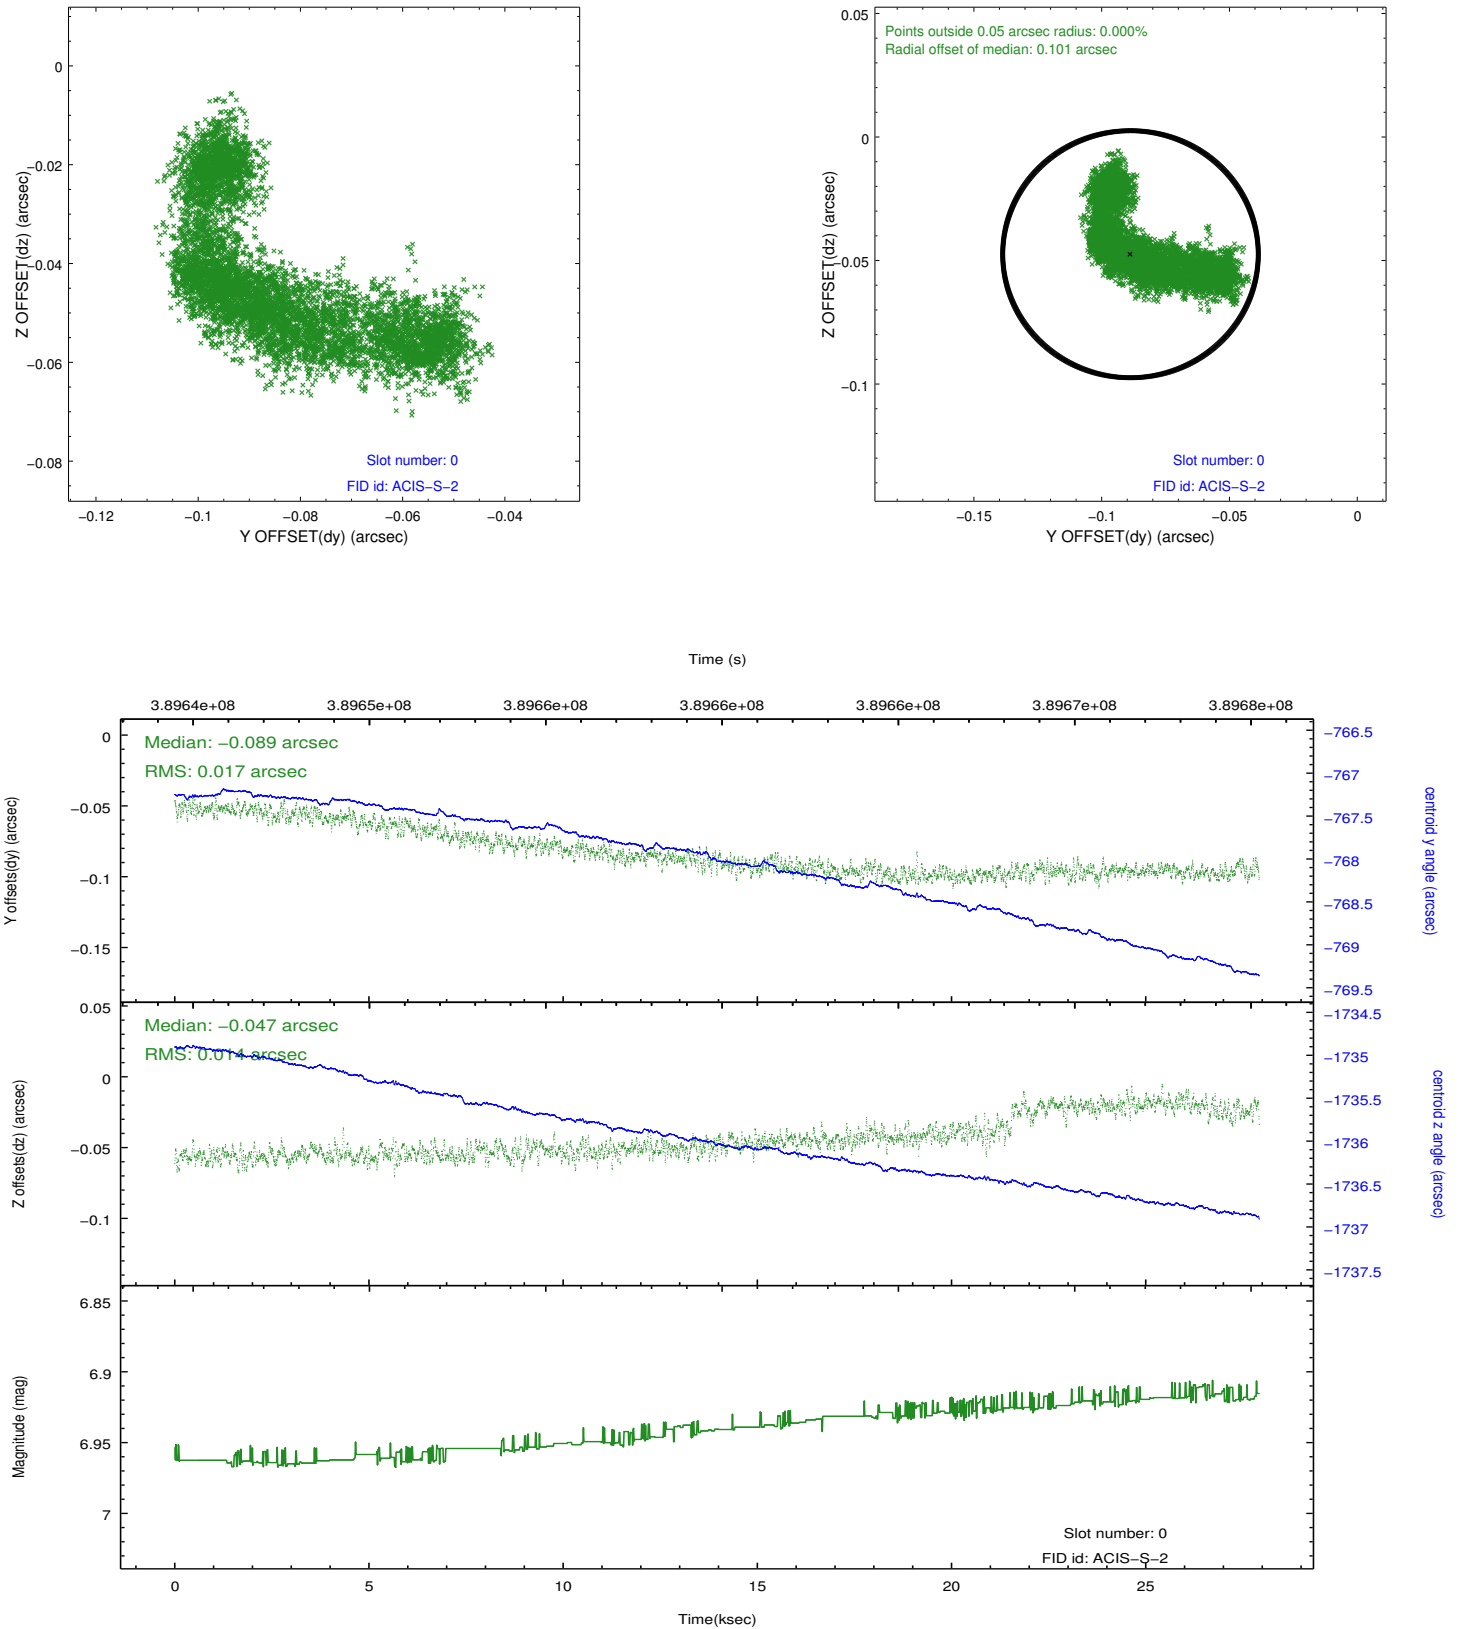 0
−0.02
−0.04
−0.06
−0.08
Z OFFSET(dz) (arcsec)
Slot number: 0
FID id: ACIS−S−2
−0.12
−0.1
−0.08
−0.06
−0.04
Y OFFSET(dy) (arcsec)
0.05
0
−0.05
−0.1
Z OFFSET(dz) (arcsec)
Points outside 0.05 arcsec radius: 0.000%
Radial offset of median: 0.101 arcsec
Slot number: 0
FID id: ACIS−S−2
−0.15
−0.1
−0.05
0
Y OFFSET(dy) (arcsec)
Time (s)
3.8964e+08
3.8965e+08
3.8966e+08
3.8966e+08
3.8966e+08
3.8967e+08
3.8968e+08
Y offsets(dy) (arcsec)
0
−0.05
−0.1
−0.15
Median: −0.089 arcsec
RMS: 0.017 arcsec
−766.5
−767
−767.5
−768
−768.5
−769
−769.5
centroid y angle (arcsec)
Z offsets(dz) (arcsec)
0.05
0
−0.05
−0.1
Median: −0.047 arcsec
RMS: 0.014 arcsec
−1734.5
−1735
−1735.5
−1736
−1736.5
−1737
−1737.5
centroid z angle (arcsec)
Magnitude (mag)
6.85
6.9
6.95
7
Slot number: 0
FID id: ACIS−S−2
0
5
10
15
20
25
Time(ksec)